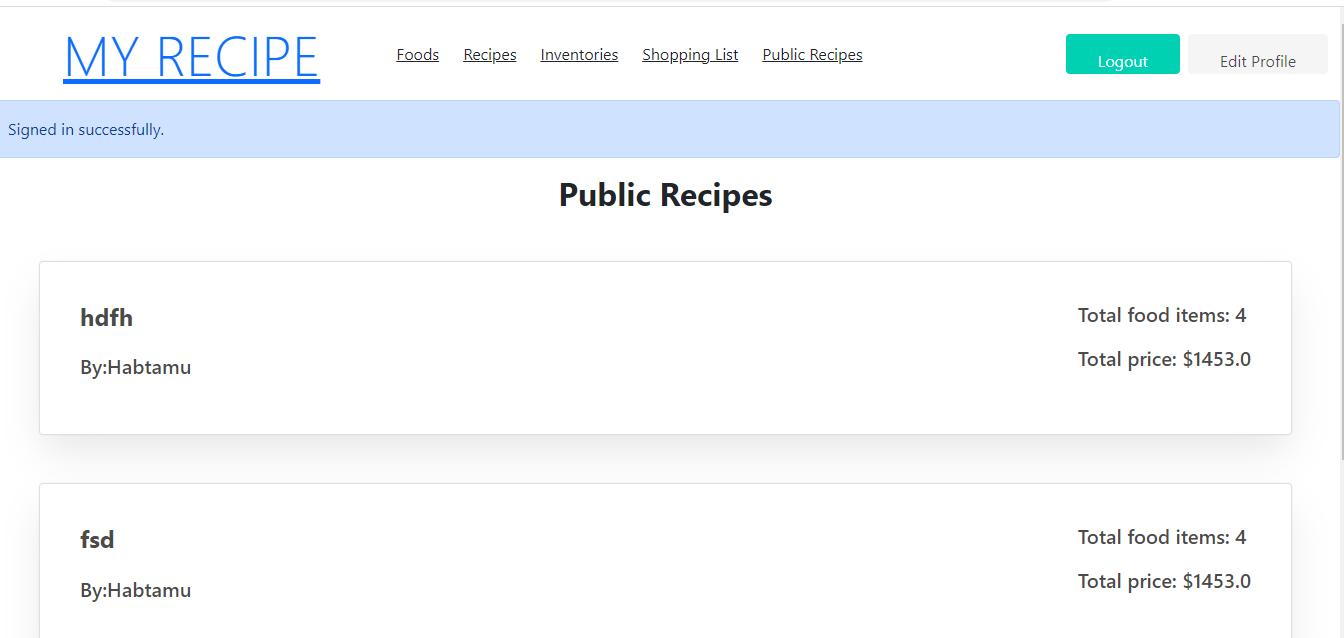 MY RECIPE
Foods Recipes Inventories Shopping List Public Recipes
Logout Edit Profile
Signed in successfully.
Public Recipes
hdfh
By:Habtamu
Total food items: 4
Total price: $1453.0
fsd
By:Habtamu
Total food items: 4
Total price: $1453.0